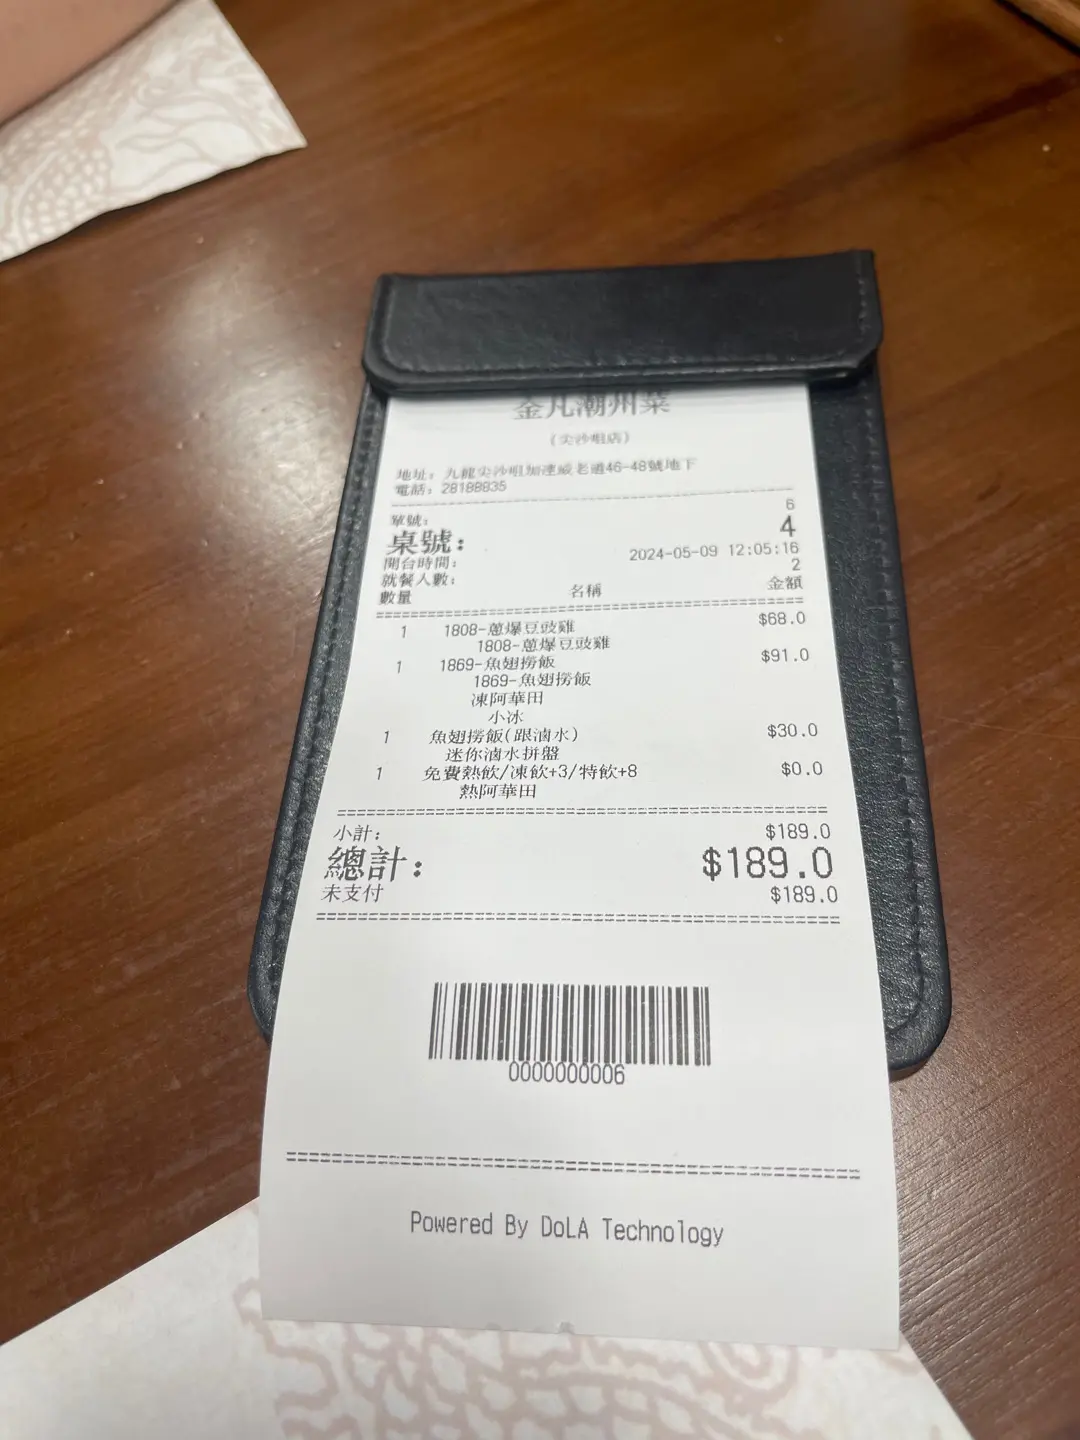 金凡潮州菜
(尖沙咀店)
地址: 九龍尖沙咀加連威老道46-48號地下
電話: 28188835
單號: 6
桌號: 4
開台時間: 2024-05-09 12:05:16
就餐人數: 2
數量 名稱 金額
1 1808-蔥爆豆豉雞 $68.0
1808-蔥爆豆豉雞
1 1869-魚翅撈飯 $91.0
1869-魚翅撈飯
凍阿華田
小冰
1 魚翅撈飯(跟滷水) $30.0
迷你滷水拼盤
1 免費熱飲/凍飲+3/特飲+8 $0.0
熱阿華田
小計: $189.0
總計: $189.0
未支付 $189.0
0000000006
Powered By DoLA Technology